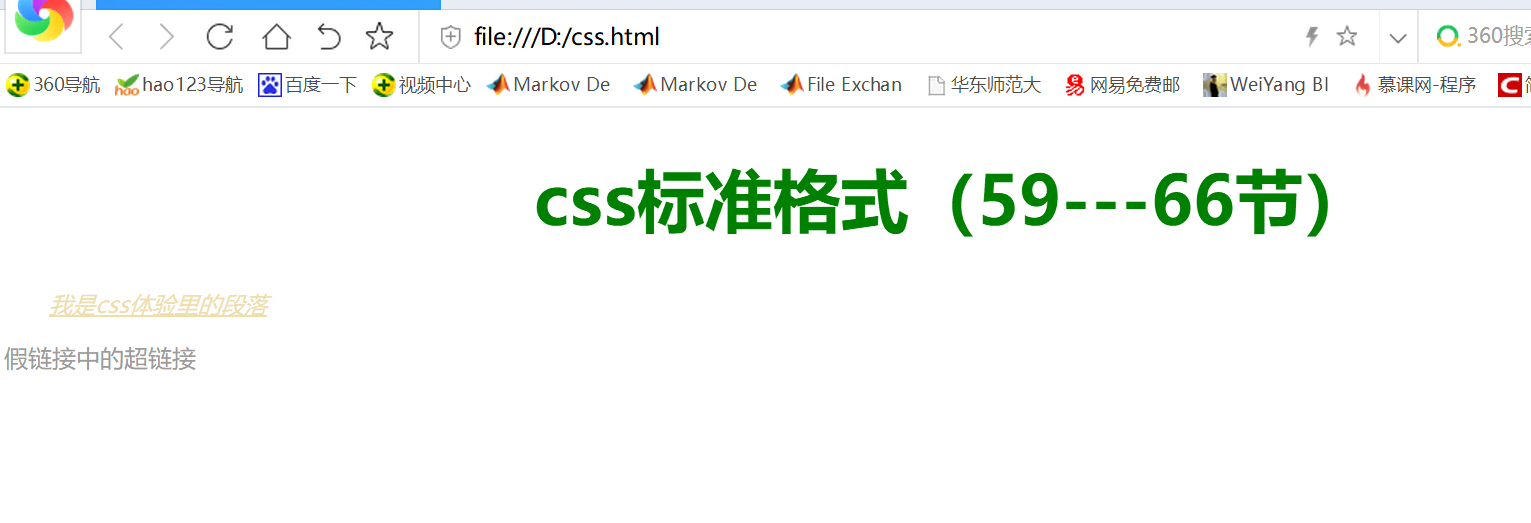 file:///D:/css.html
360搜
360导航 hao123导航 百度一下 视频中心 Markov De Markov De File Exchan 华东师范大 网易免费邮 WeiYang Bl 慕课网-程序
css标准格式（59---66节）
我是css体验里的段落
假链接中的超链接